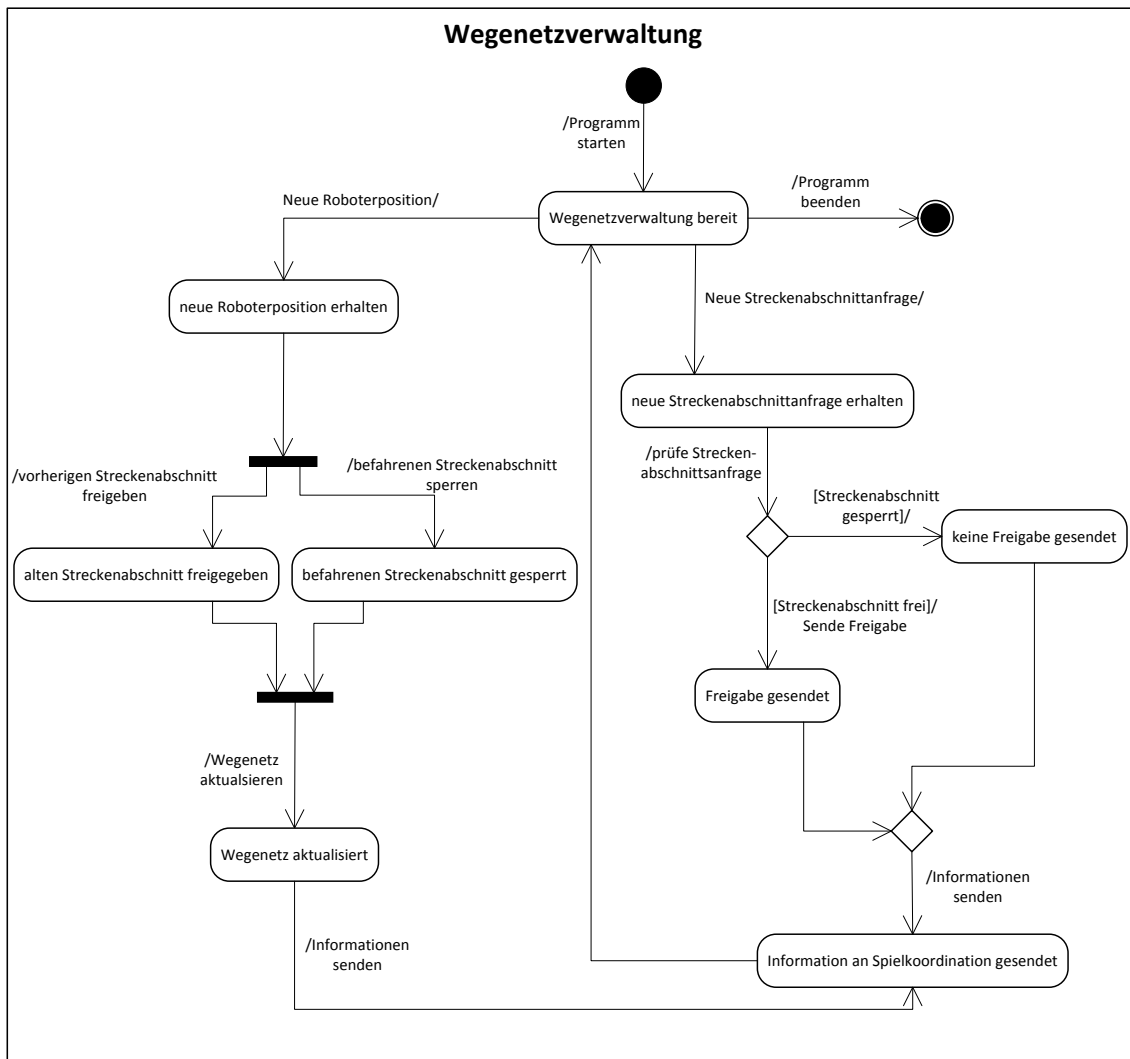 Wegenetzverwaltung
/Programm
starten
/Programm
beenden
Neue Roboterposition/
Wegenetzverwaltung bereit
neue Roboterposition erhalten
Neue Streckenabschnittanfrage/
neue Streckenabschnittanfrage erhalten
/vorherigen Streckenabschnitt
freigeben
/befahrenen Streckenabschnitt
sperren
/prüfe Strecken-
abschnittsanfrage
[Streckenabschnitt
gesperrt]/
keine Freigabe gesendet
alten Streckenabschnitt freigegeben
befahrenen Streckenabschnitt gesperrt
[Streckenabschnitt frei]/
Sende Freigabe
Freigabe gesendet
/Wegenetz
aktualsieren
Wegenetz aktualisiert
/Informationen
senden
/Informationen
senden
Information an Spielkoordination gesendet